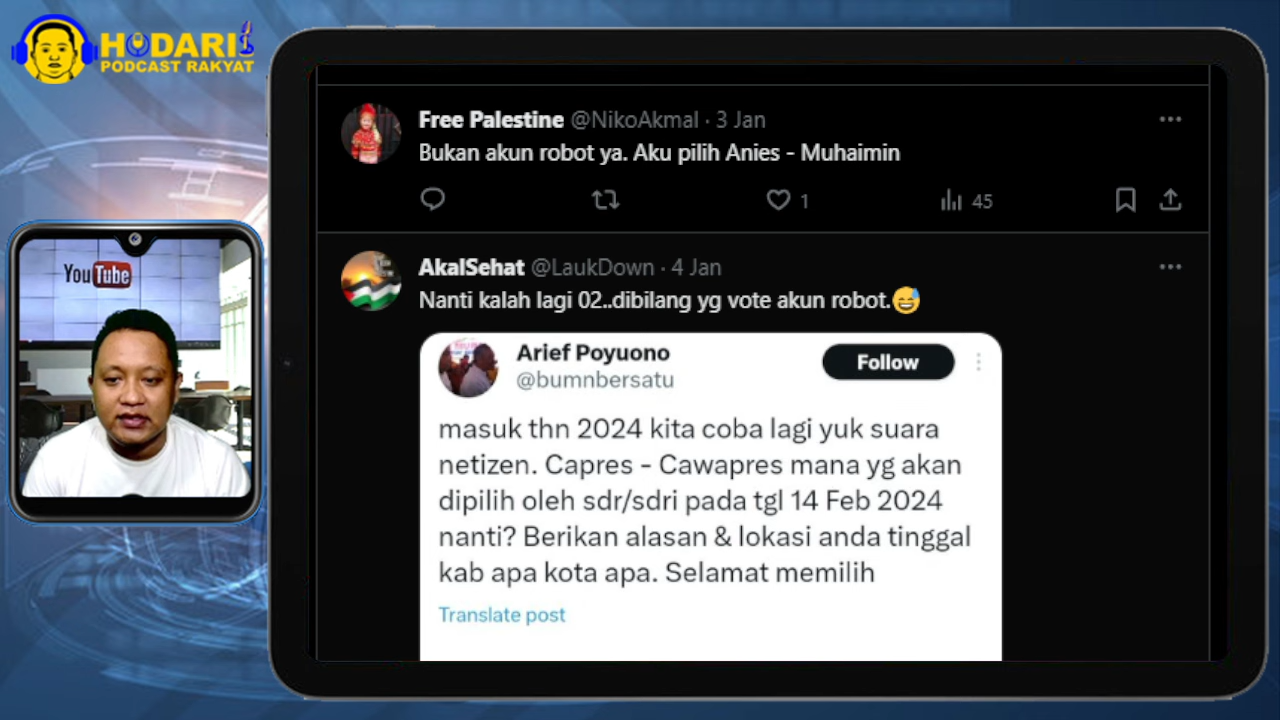 HODARI
PODCAST RAKYAT
YouTube
Free Palestine @NikoAkmal · 3 Jan
Bukan akun robot ya. Aku pilih Anies - Muhaimin
1
45
AkalSehat @LaukDown · 4 Jan
Nanti kalah lagi 02..dibilang yg vote akun robot.😅
Arief Poyuono
@bumnbersatu
Follow
masuk thn 2024 kita coba lagi yuk suara
netizen. Capres - Cawapres mana yg akan
dipilih oleh sdr/sdri pada tgl 14 Feb 2024
nanti? Berikan alasan & lokasi anda tinggal
kab apa kota apa. Selamat memilih
Translate post